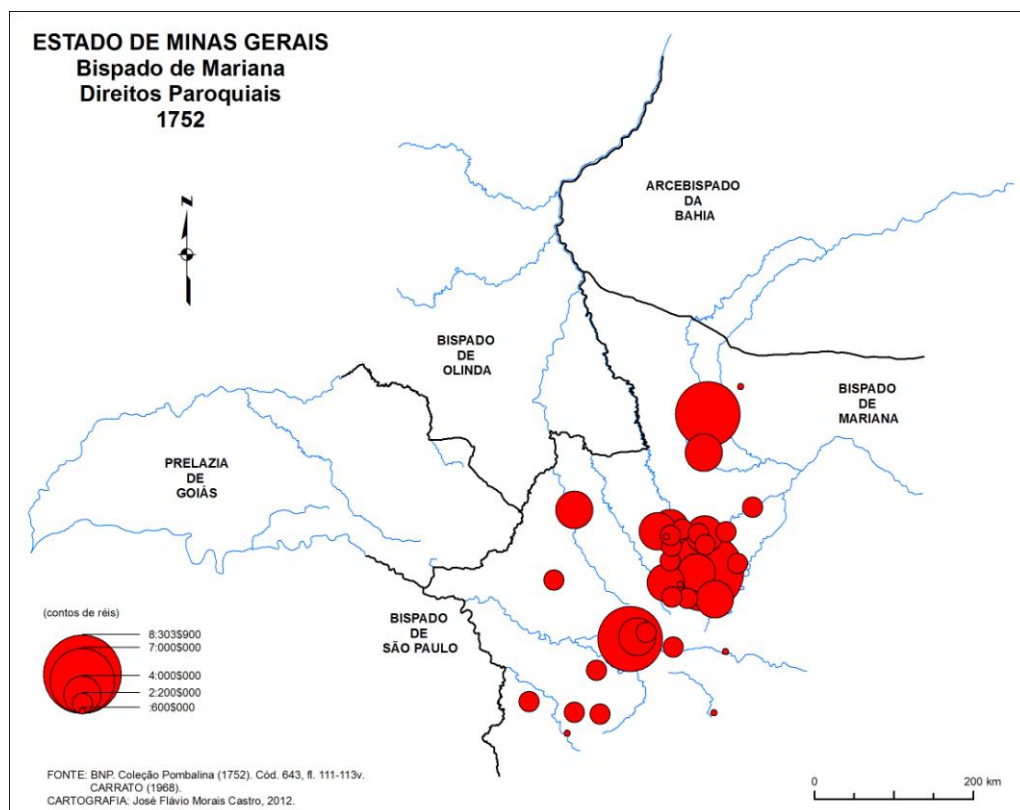 ESTADO DE MINAS GERAIS
Bispado de Mariana
Direitos Paroquiais
1752
N
ARCEBISPADO
DA
BAHIA
BISPADO
DE
OLINDA
BISPADO
DE
MARIANA
PRELAZIA
DE
GOIÁS
BISPADO
DE
SÃO PAULO
(contos de réis)
8:303$900
7:000$000
4:000$000
2:200$000
:600$000
FONTE: BNP. Coleção Pombalina (1752). Cód. 643, fl. 111-113v.
CARRATO (1968).
CARTOGRAFIA: José Flávio Morais Castro, 2012.
0 200 km